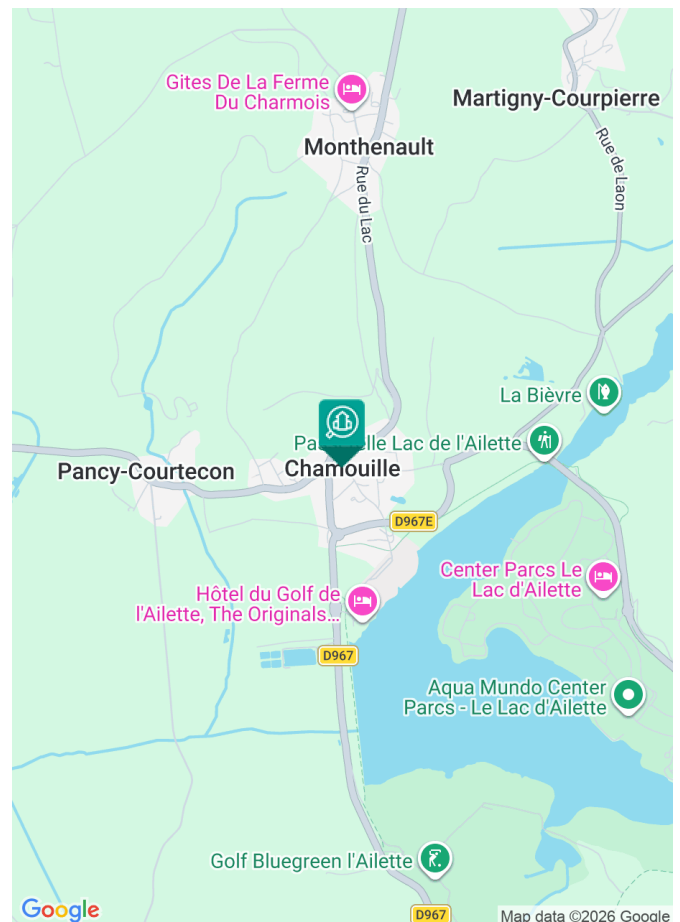 Gites De La Ferme
Du Charmois
Martigny-Courpierre
Monthenault
Rue du Lac
Rue de Laon
La Bièvre
Lac de l'Ailette
Chamouille
Pancy-Courtecon
D967E
Center Parcs Le
Lac d'Ailette
Hôtel du Golf de
l'Ailette, The Originals...
D967
Aqua Mundo Center
Parcs - Le Lac d'Ailette
Golf Bluegreen l'Ailette
Google
D967
Map data ©2026 Google